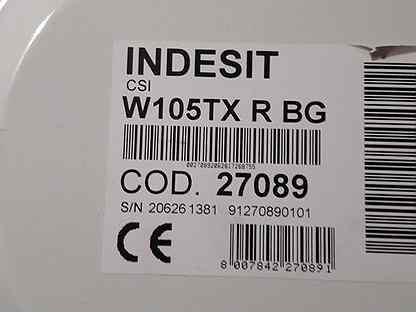 INDESIT
CSI
W105TX R BG
COD. 27089
S/N 206261381 91270890101
CE
8 007842 270891